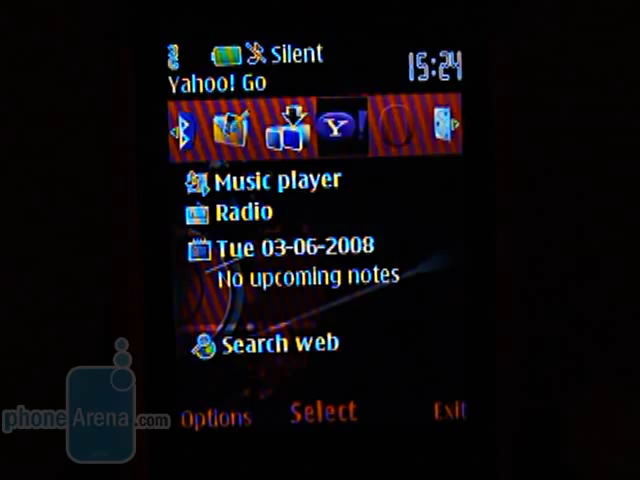 Silent
15:24
Yahoo! Go
Y!
Music player
Radio
Tue 03-06-2008
No upcoming notes
Search web
phoneArena.com
Options Select Exit